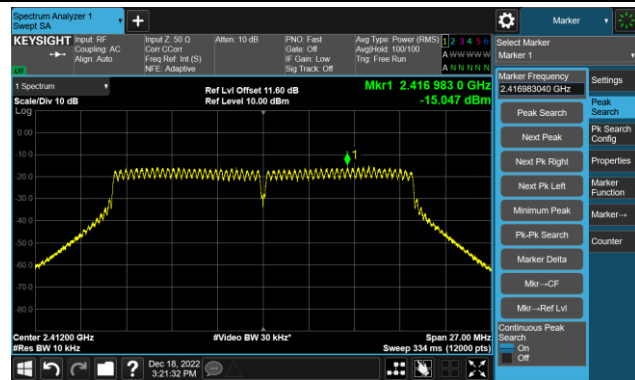 Spectrum Analyzer 1
Swept SA
Marker
KEYSIGHT
Input: RF
Coupling: AC
Align: Auto
Input Z: 50 Ω
Corr CCorr
Freq Ref: Int (S)
NFE: Adaptive
Atten: 10 dB
PNO: Fast
Gate: Off
IF Gain: Low
Sig Track: Off
Avg Type: Power (RMS)
Avg|Hold: 100/100
Trig: Free Run
1 2 3 4 5 6
A W W W W W
A N N N N N
Select Marker
Marker 1
1 Spectrum
Scale/Div 10 dB
Ref Lvl Offset 11.60 dB
Ref Level 10.00 dBm
Mkr1 2.416 983 0 GHz
-15.047 dBm
Log
0.00
-10.0
-20.0
-30.0
-40.0
-50.0
-60.0
-70.0
-80.0
1
Center 2.41200 GHz
#Res BW 10 kHz
#Video BW 30 kHz*
Span 27.00 MHz
Sweep 334 ms (12000 pts)
Marker Frequency
2.416983040 GHz
Peak Search
Next Peak
Next Pk Right
Next Pk Left
Minimum Peak
Pk-Pk Search
Marker Delta
Mkr→CF
Mkr→Ref Lvl
Continuous Peak
Search
On
Off
Settings
Peak
Search
Pk Search
Config
Properties
Marker
Function
Marker→
Counter
?
Dec 18, 2022
3:21:32 PM